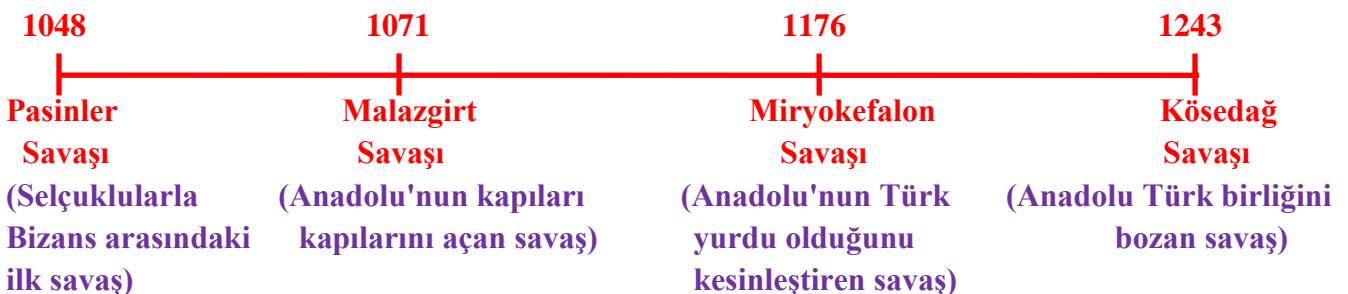 1048 1071 1176 1243
Pasinler Malazgirt Miryokefalon Kösedağ
Savaşı Savaşı Savaşı Savaşı
(Selçuklularla (Anadolu'nun kapıları (Anadolu'nun Türk (Anadolu Türk birliğini
Bizans arasındaki kapılarını açan savaş) yurdu olduğunu bozan savaş)
ilk savaş) kesinleştiren savaş)